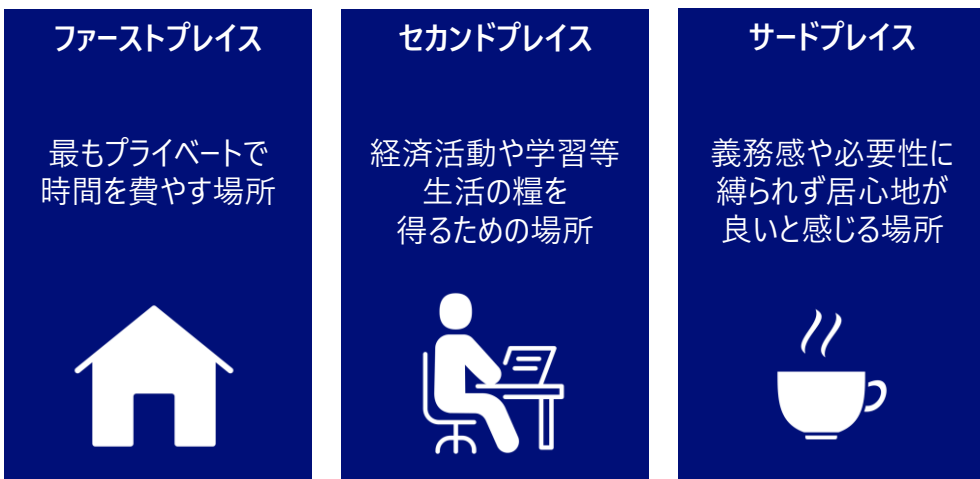 ファーストプレイス
最もプライベートで
時間を費やす場所
セカンドプレイス
経済活動や学習等
生活の糧を
得るための場所
サードプレイス
義務感や必要性に
縛られず居心地が
良いと感じる場所